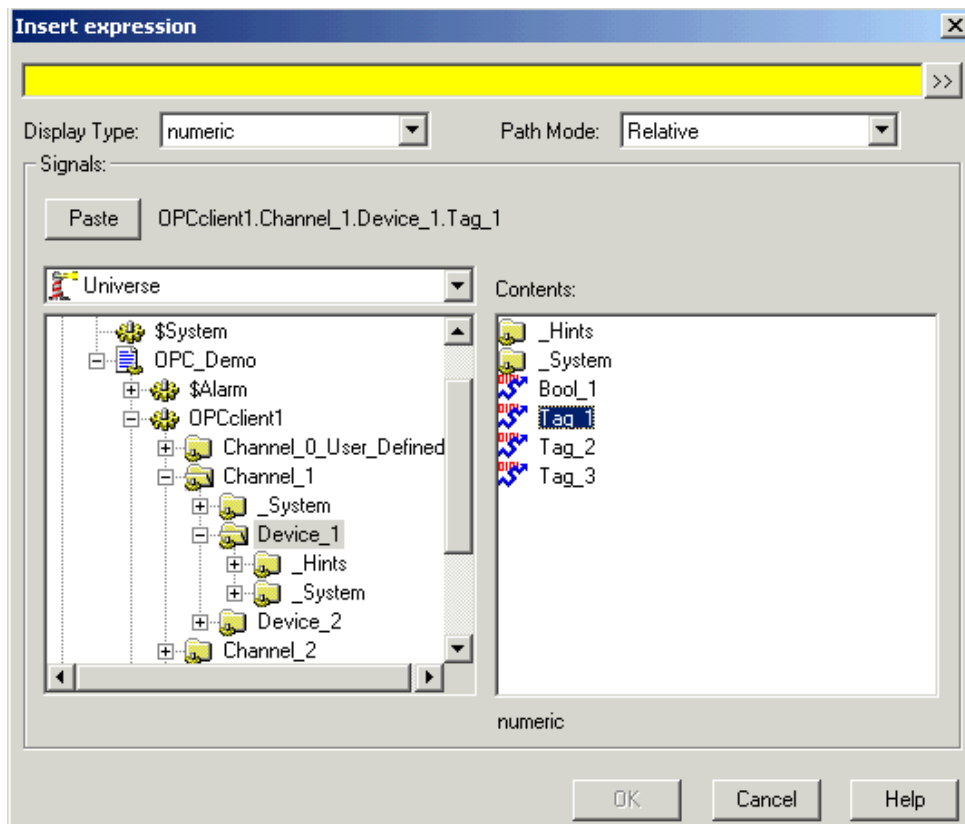 Insert expression
>>
Display Type: numeric Path Mode: Relative
Signals:
Paste OPCclient1.Channel_1.Device_1.Tag_1
Universe
Contents:
$System
OPC_Demo
$Alarm
OPCclient1
Channel_0_User_Defined
Channel_1
_System
Device_1
_Hints
_System
Device_2
Channel_2
_Hints
_System
Bool_1
Tag_1
Tag_2
Tag_3
numeric
OK Cancel Help